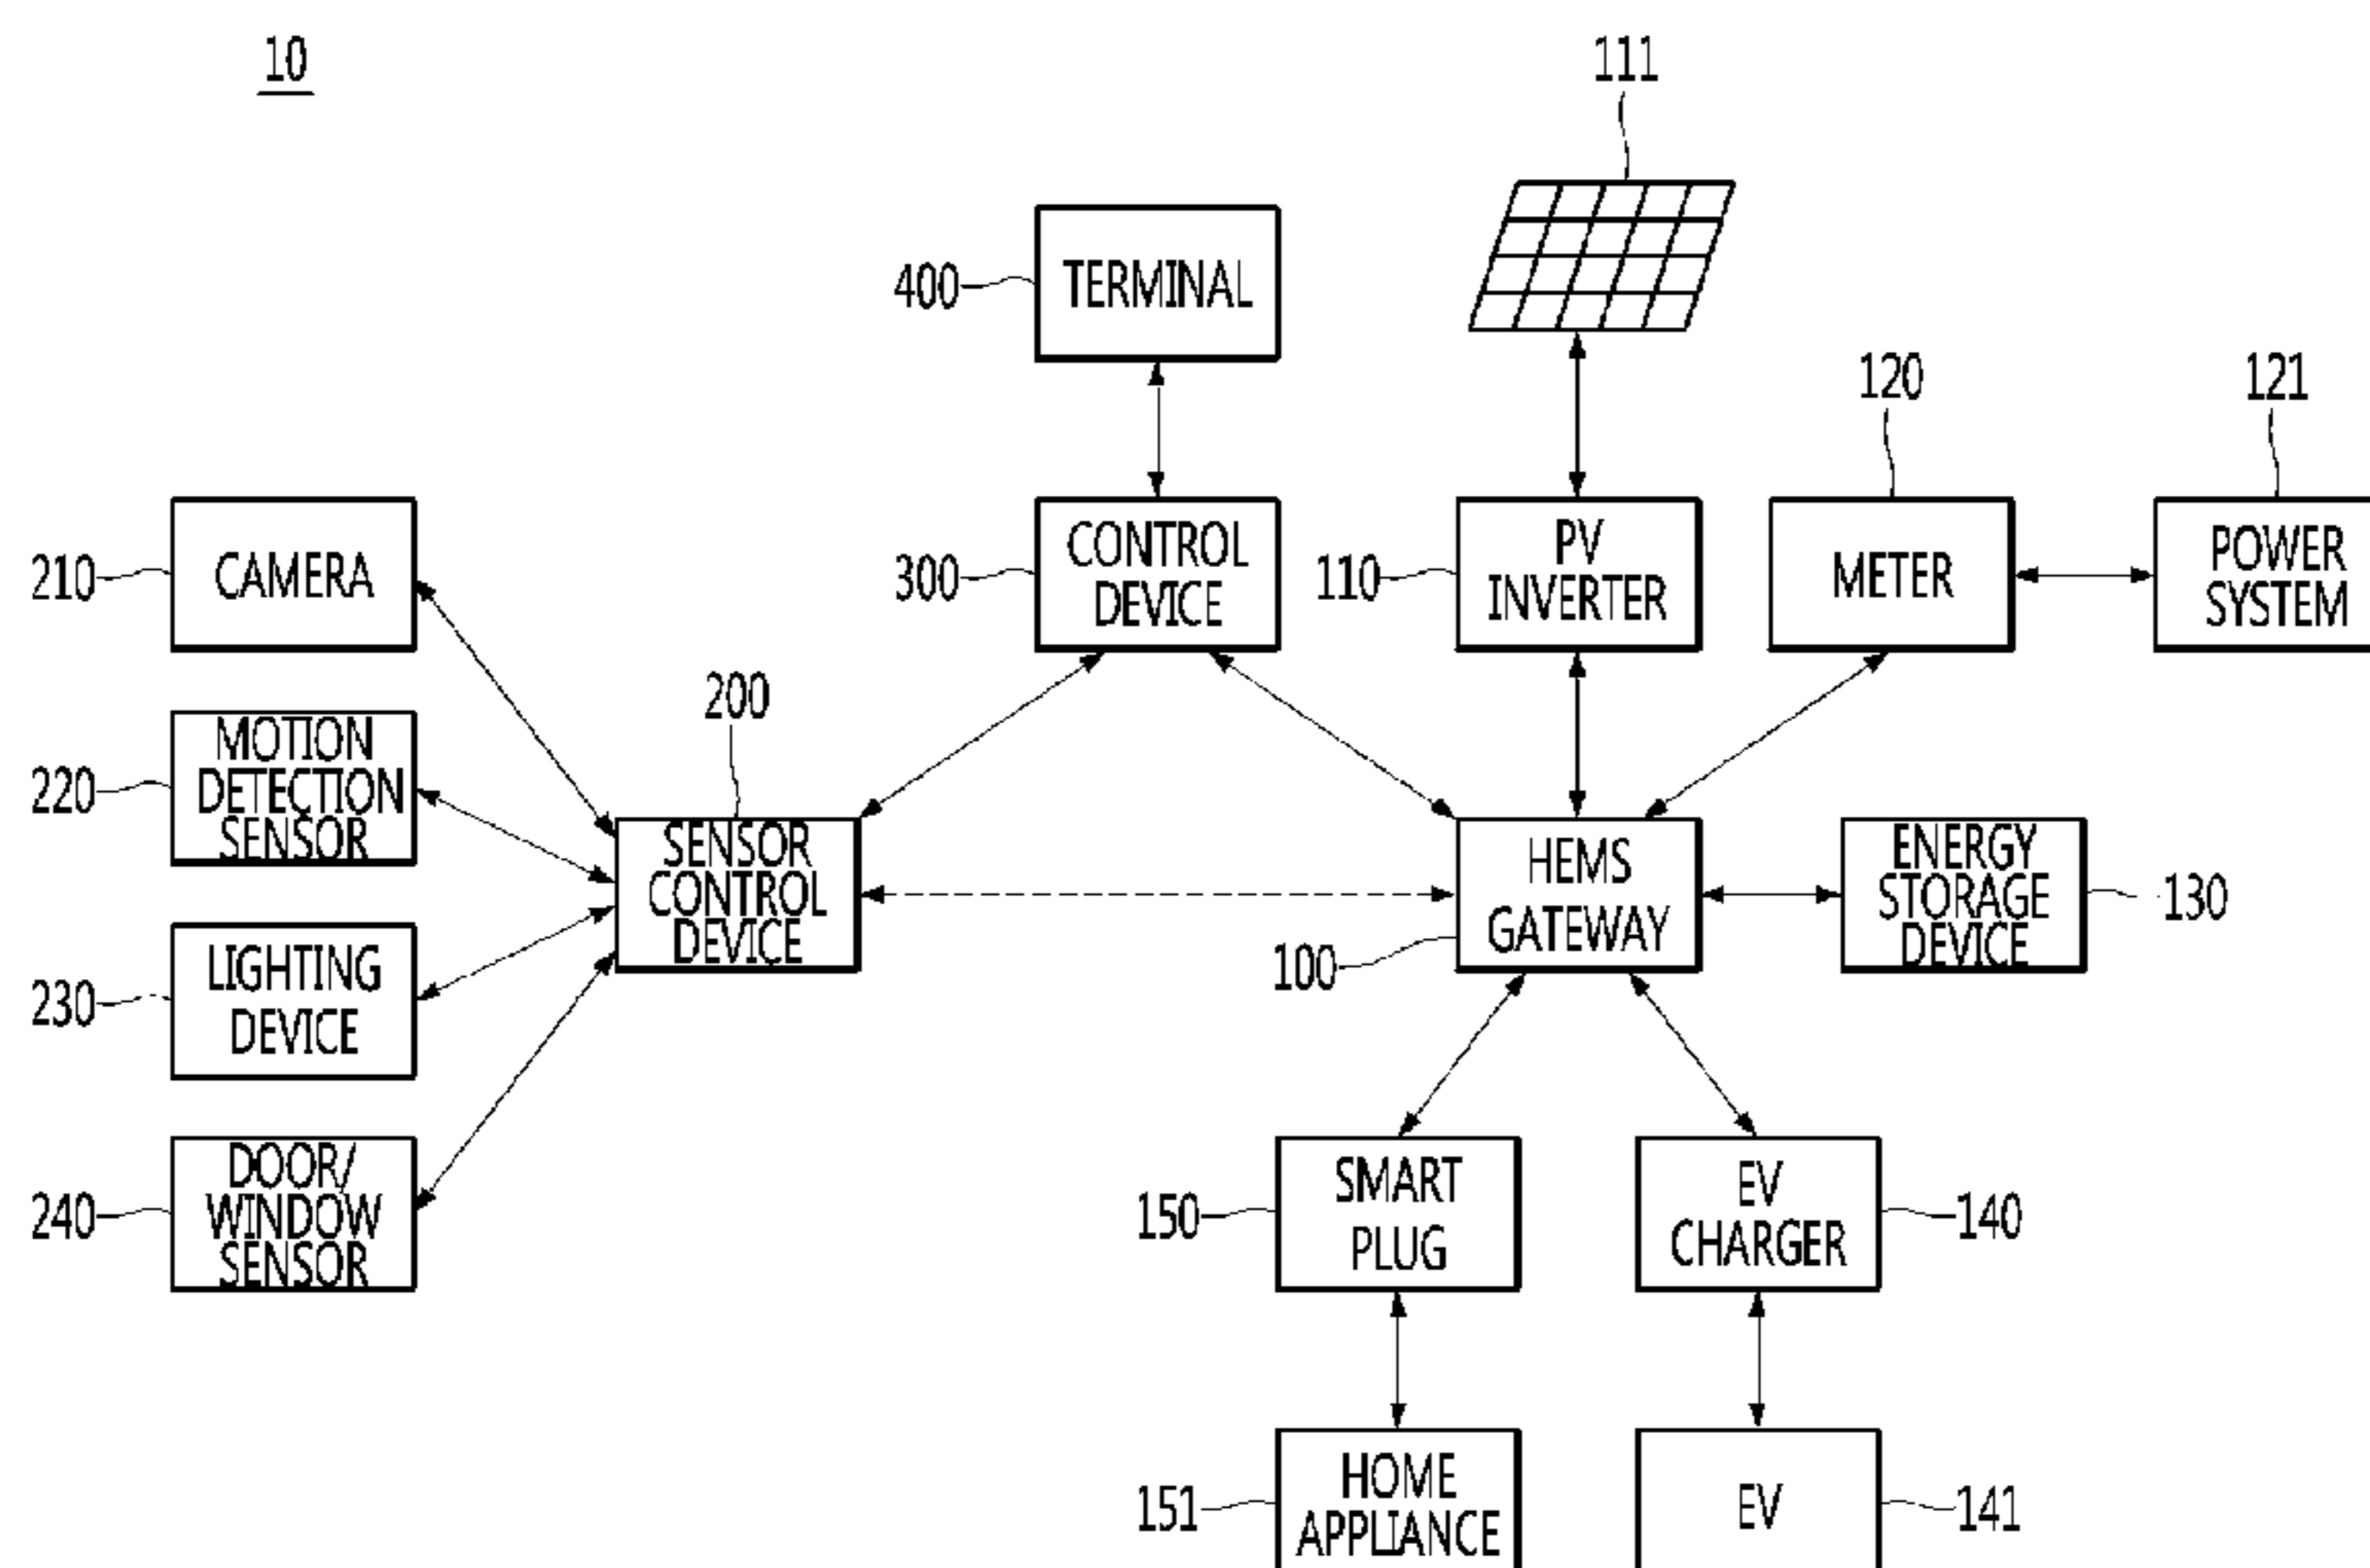 10
111
400
TERMINAL
120
121
210
CAMERA
300
CONTROL
DEVICE
110
PV
INVERTER
METER
POWER
SYSTEM
220
MOTION
DETECTION
SENSOR
200
SENSOR
CONTROL
DEVICE
HEMS
GATEWAY
100
ENERGY
STORAGE
DEVICE
130
230
LIGHTING
DEVICE
240
DOOR/
WINDOW
SENSOR
150
SMART
PLUG
EV
CHARGER
140
151
HOME
APPLIANCE
EV
141